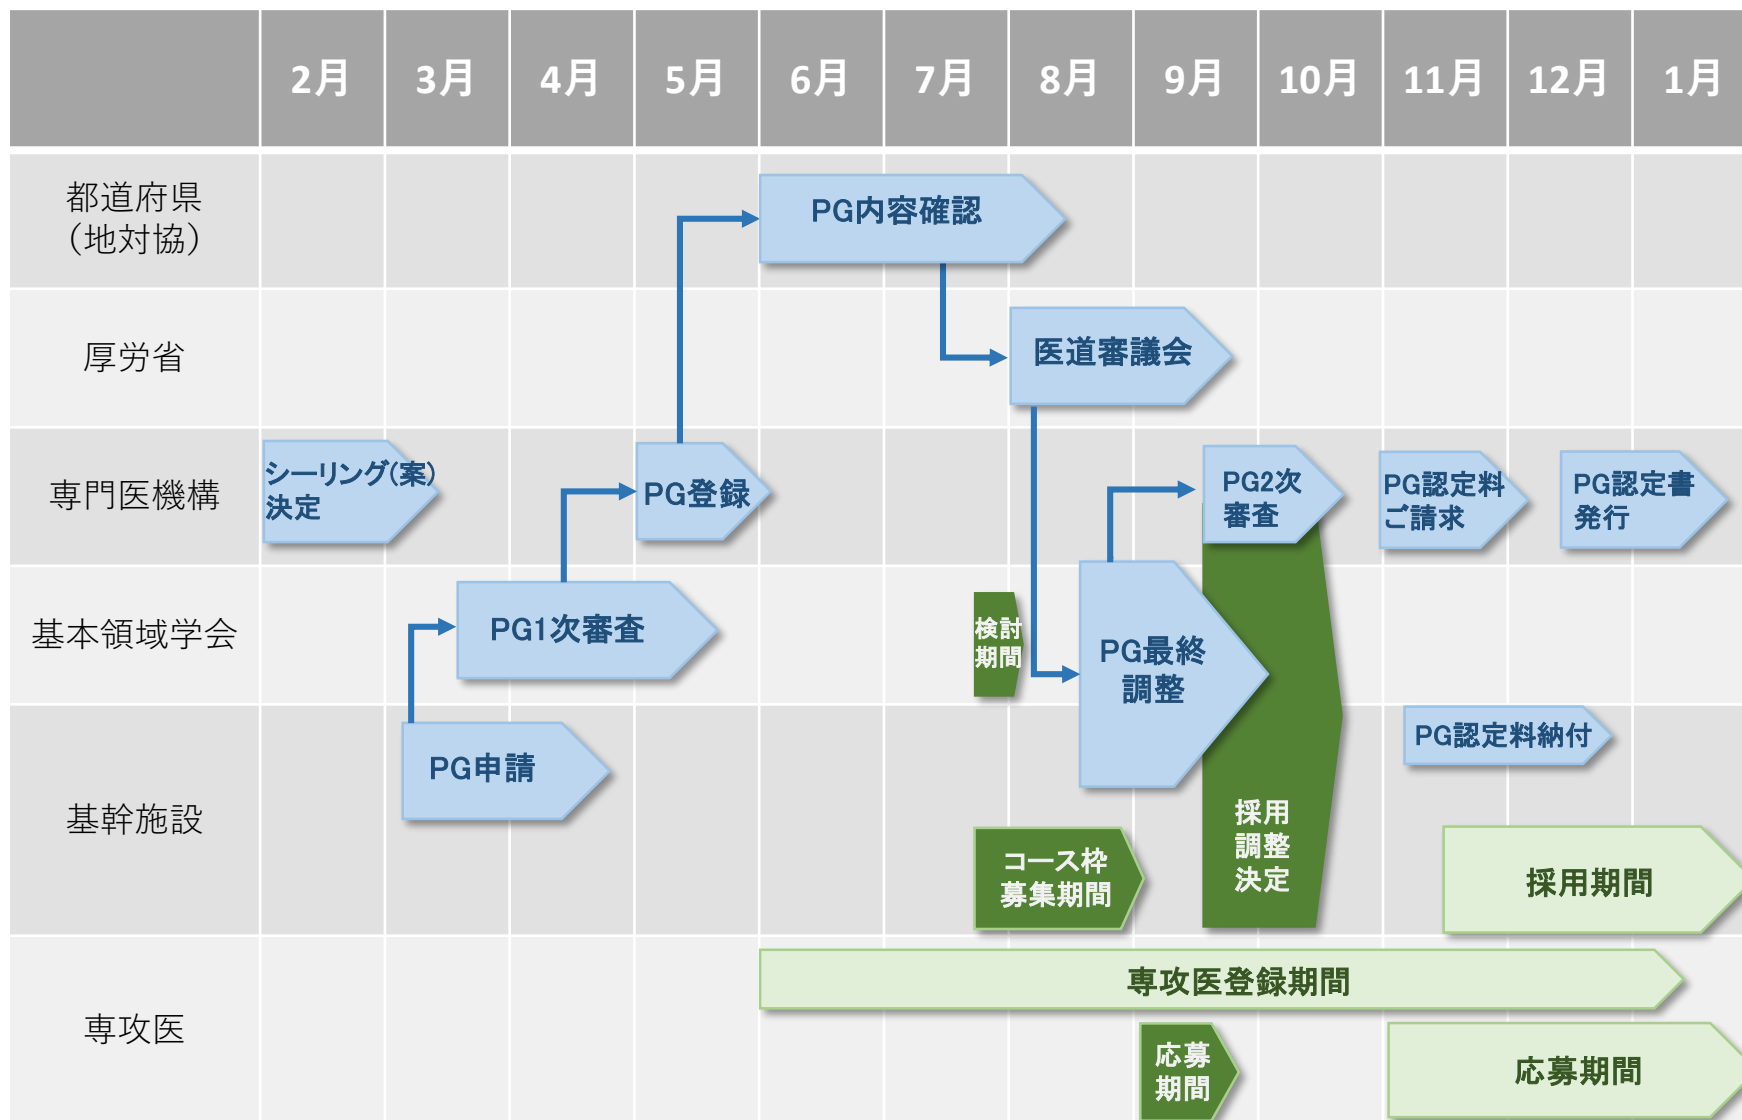 2月 3月 4月 5月 6月 7月 8月 9月 10月 11月 12月 1月
都道府県
(地対協)
PG内容確認
厚労省
医道審議会
専門医機構
シーリング(案)
決定
PG登録
PG2次
審査
PG認定料
ご請求
PG認定書
発行
基本領域学会
PG1次審査
検討
期間
PG最終
調整
基幹施設
PG申請
PG認定料納付
コース枠
募集期間
採用
調整
決定
採用期間
専攻医
専攻医登録期間
応募
期間
応募期間